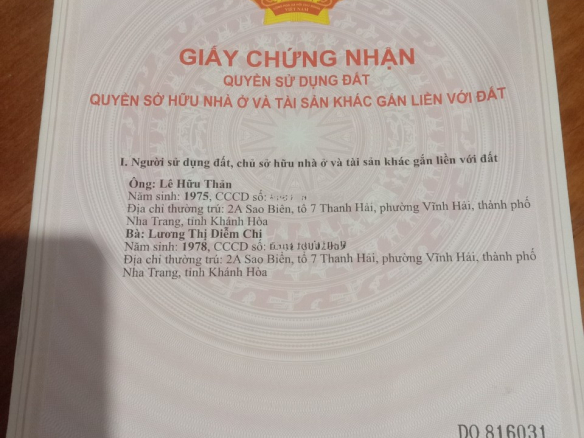 GIẤY CHỨNG NHẬN
QUYỀN SỬ DỤNG ĐẤT
QUYỀN SỞ HỮU NHÀ Ở VÀ TÀI SẢN KHÁC GẮN LIỀN VỚI ĐẤT
I. Người sử dụng đất, chủ sở hữu nhà ở và tài sản khác gắn liền với đất
Ông: Lê Hữu Thán
Năm sinh: 1975, CCCD số:
Địa chỉ thường trú: 2A Sao Biển, tổ 7 Thanh Hải, phường Vĩnh Hải, thành phố
Nha Trang, tỉnh Khánh Hòa
Bà: Lương Thị Diễm Chi
Năm sinh: 1978, CCCD số:
Địa chỉ thường trú: 2A Sao Biển, tổ 7 Thanh Hải, phường Vĩnh Hải, thành phố
Nha Trang, tỉnh Khánh Hòa
DO 816031